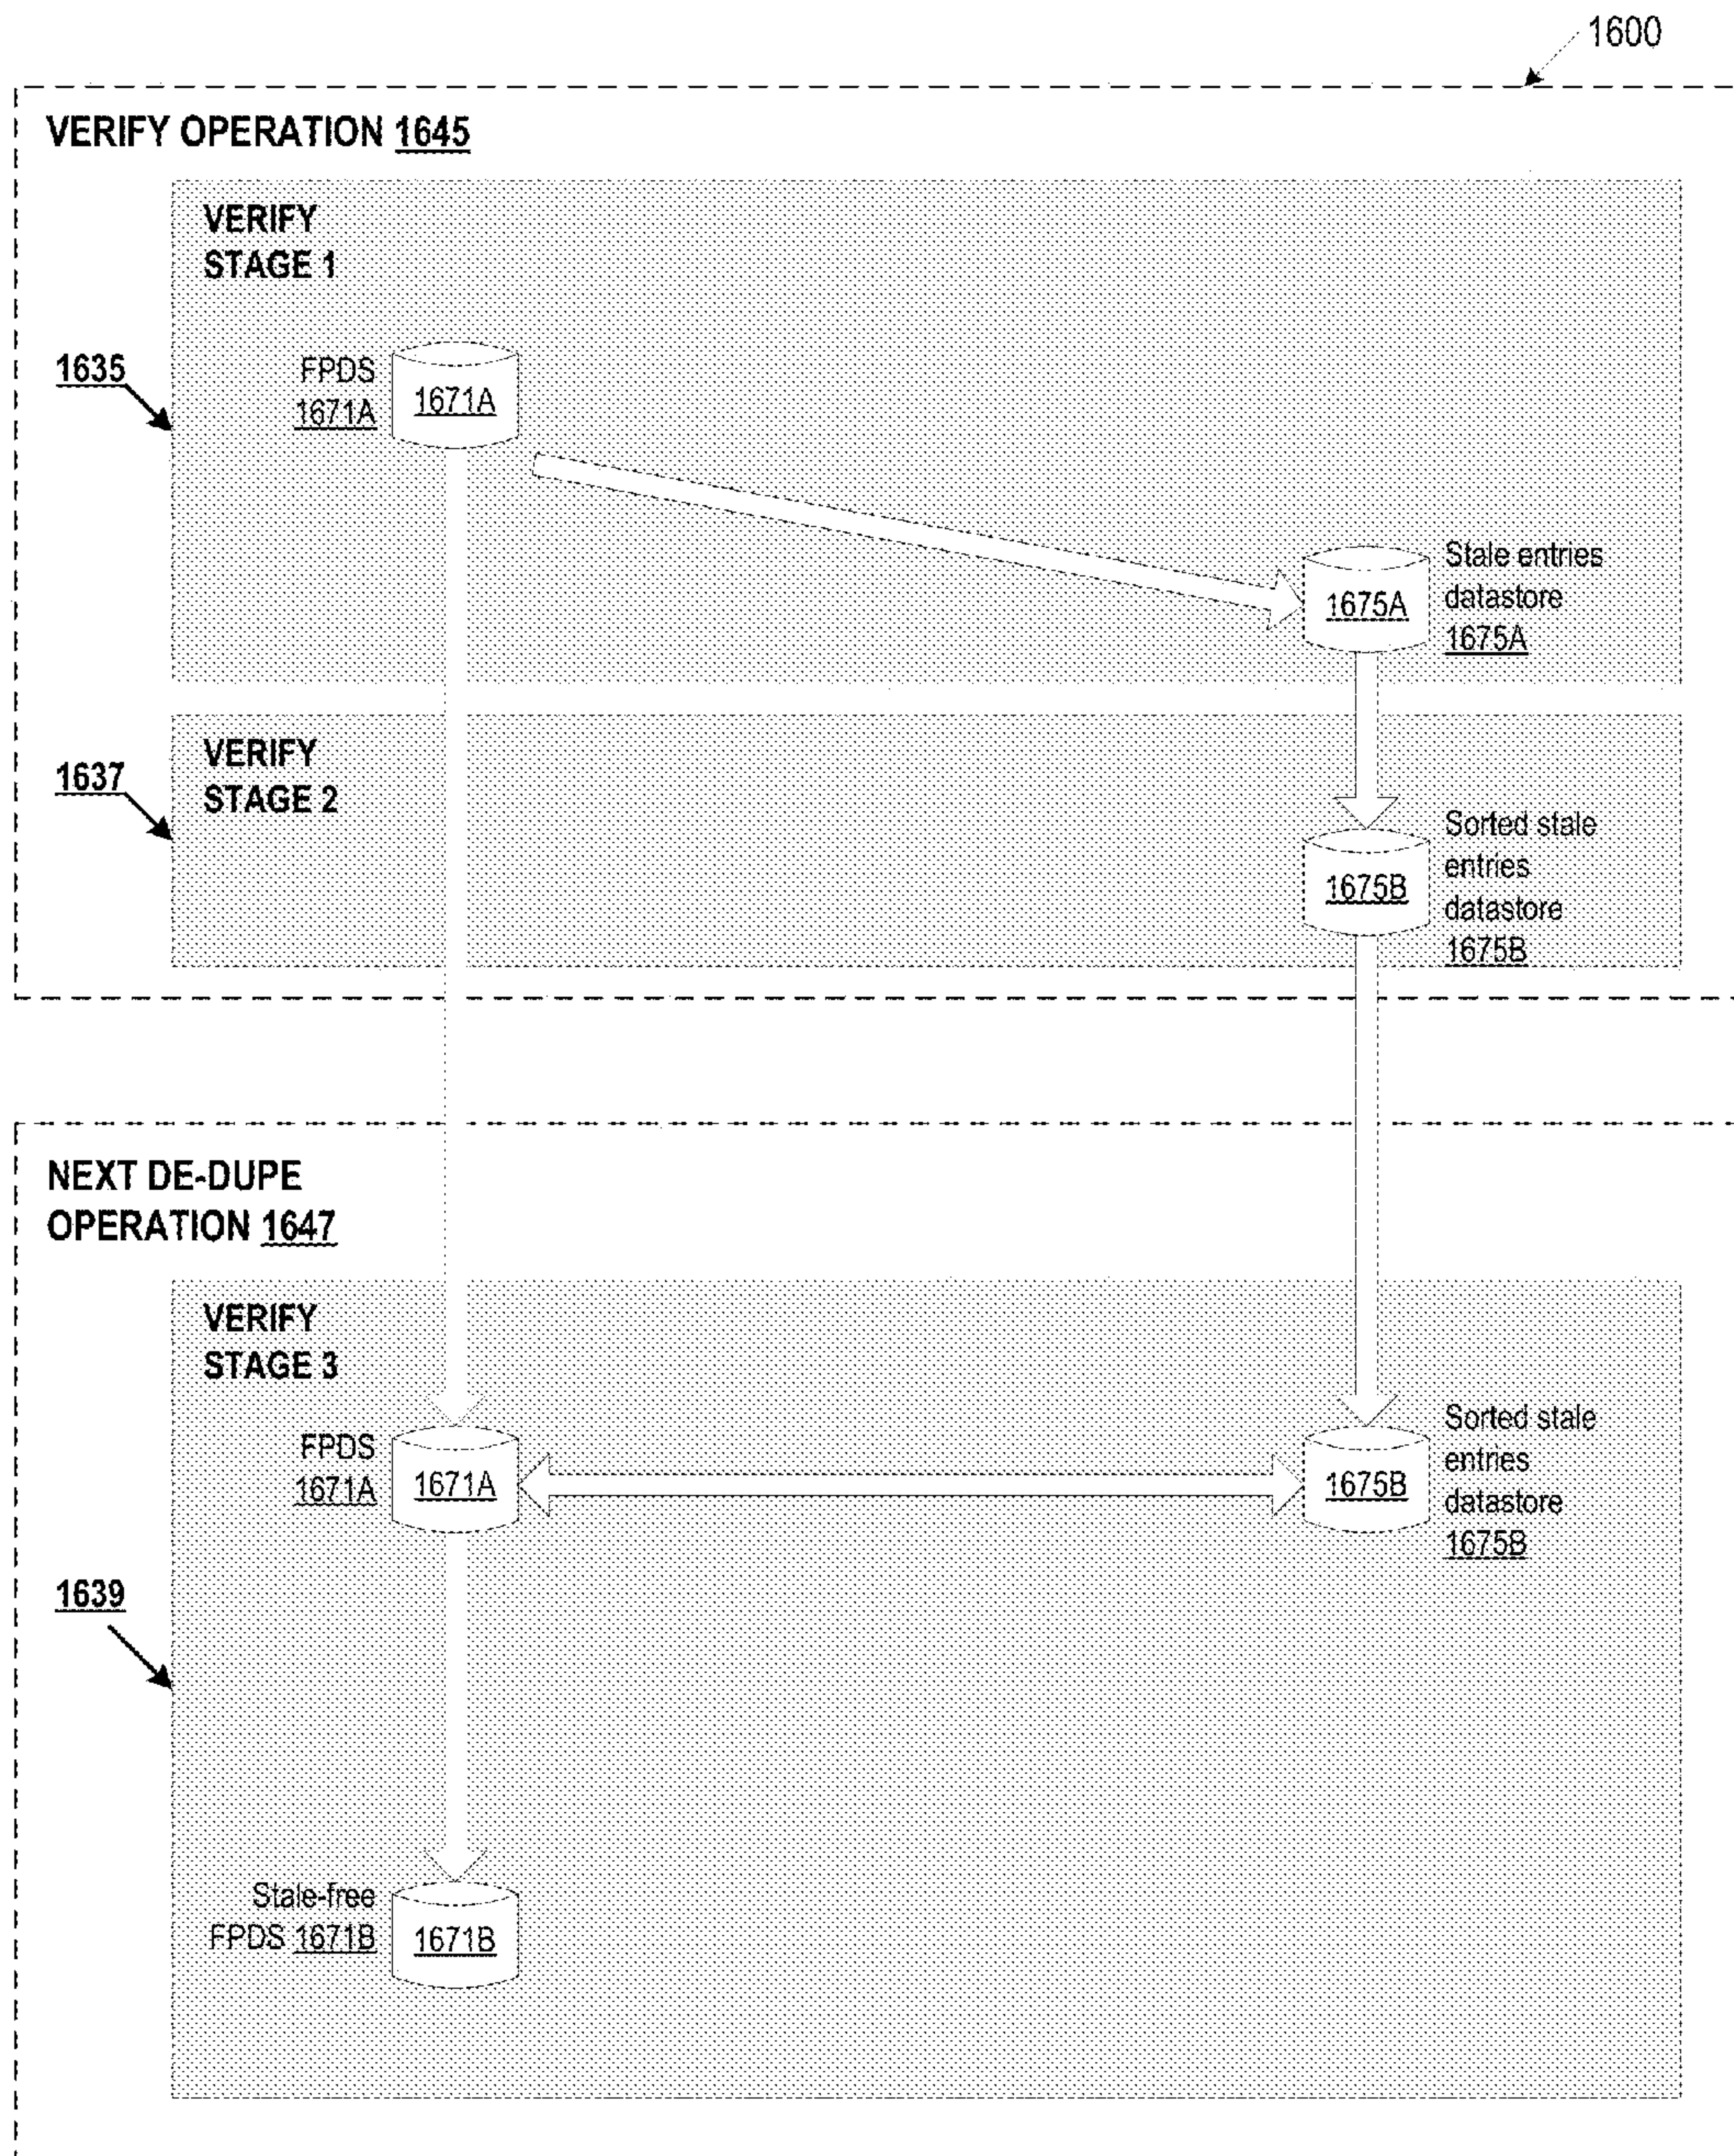 1600
VERIFY OPERATION 1645
VERIFY
STAGE 1
1635
FPDS
1671A
1671A
1675A
Stale entries
datastore
1675A
VERIFY
STAGE 2
1637
1675B
Sorted stale
entries
datastore
1675B
NEXT DE-DUPE
OPERATION 1647
VERIFY
STAGE 3
FPDS
1671A
1671A
1675B
Sorted stale
entries
datastore
1675B
1639
Stale-free
FPDS 1671B
1671B